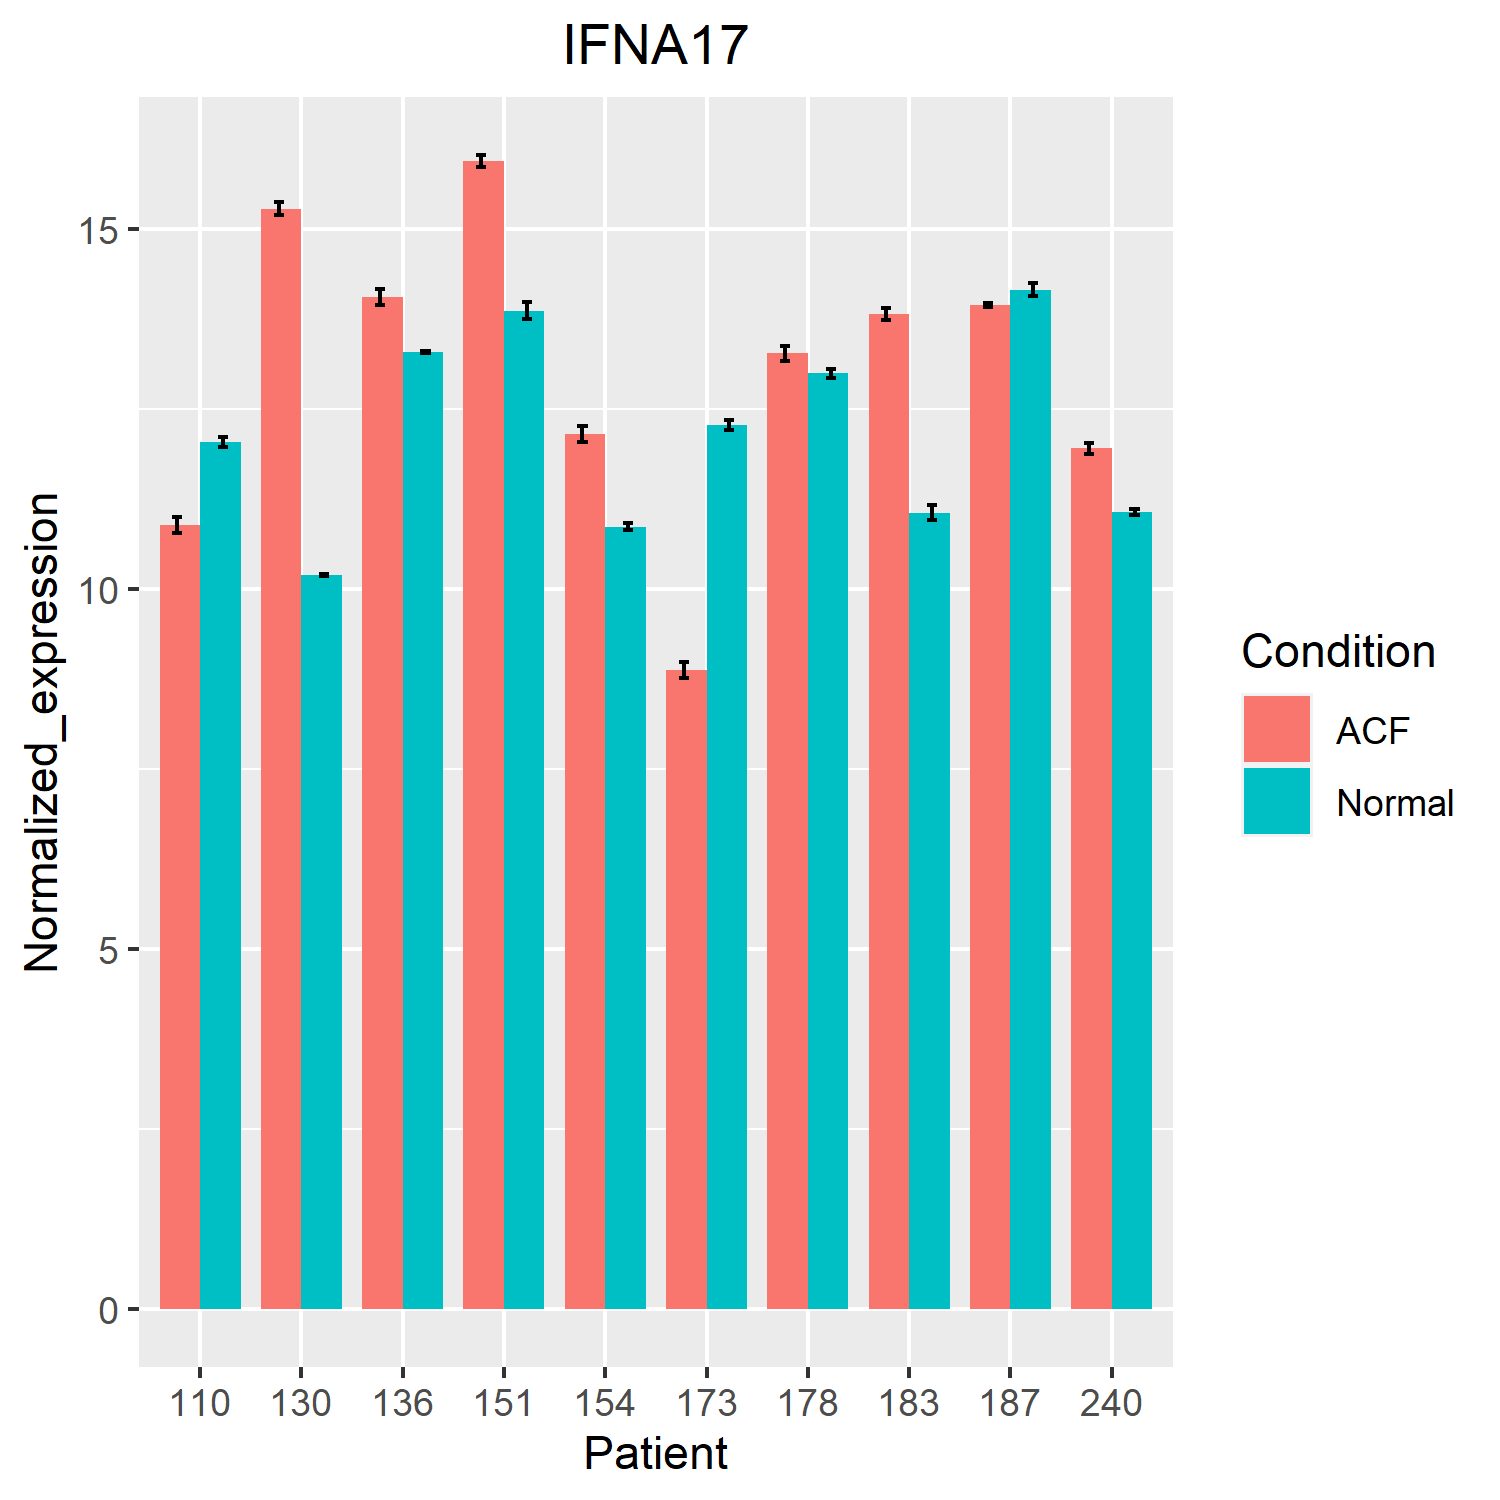 IFNA17
Normalized_expression
15
10
5
0
110 130 136 151 154 173 178 183 187 240
Patient
Condition
ACF
Normal